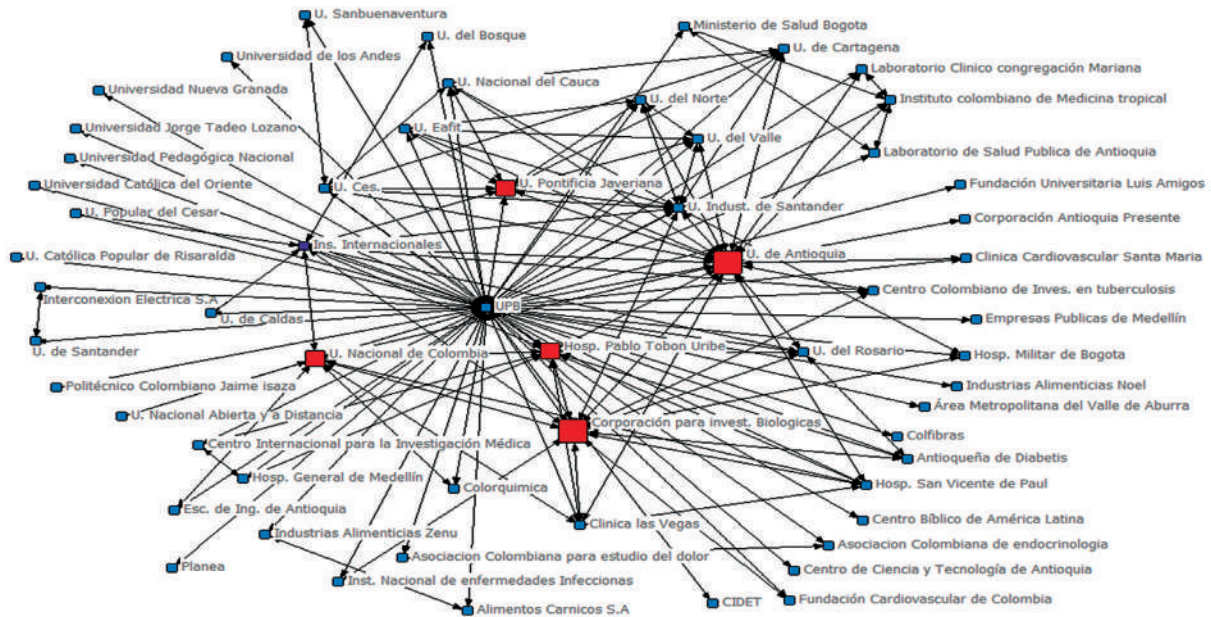 U. Sanbuenaventura
Ministerio de Salud Bogota
U. del Bosque
U. de Cartagena
Universidad de los Andes
Laboratorio Clinico congregación Mariana
U. Nacional del Cauca
Universidad Nueva Granada
U. del Norte
Instituto colombiano de Medicina tropical
Universidad Jorge Tadeo Lozano
U. Eafit
U. del Valle
Laboratorio de Salud Publica de Antioquia
Universidad Pedagógica Nacional
Universidad Católica del Oriente
U. Ces.
U. Pontificia Javeriana
Fundación Universitaria Luis Amigos
U. Popular del Cesar
U. Indust. de Santander
Corporación Antioquia Presente
Ins. Internacionales
U. de Antioquia
U. Católica Popular de Risaralda
Clinica Cardiovascular Santa Maria
Interconexion Electrica S.A
Centro Colombiano de Inves. en tuberculosis
U. de Caldas
UPB
Empresas Publicas de Medellín
U. de Santander
U. Nacional de Colombia
Hosp. Pablo Tobon Uribe
U. del Rosario
Hosp. Militar de Bogota
Politécnico Colombiano Jaime isaza
Industrias Alimenticias Noel
U. Nacional Abierta y a Distancia
Área Metropolitana del Valle de Aburra
Corporación para invest. Biologicas
Colfibras
Centro Internacional para la Investigación Médica
Antioqueña de Diabetis
Hosp. General de Medellín
Colorquimica
Hosp. San Vicente de Paul
Esc. de Ing. de Antioquia
Clinica las Vegas
Centro Bíblico de América Latina
Industrias Alimenticias Zenu
Asociacion Colombiana de endocrinologia
Asociacion Colombiana para estudio del dolor
Planea
Centro de Ciencia y Tecnología de Antioquia
Inst. Nacional de enfermedades Infeccionas
CIDET
Fundación Cardiovascular de Colombia
Alimentos Carnicos S.A